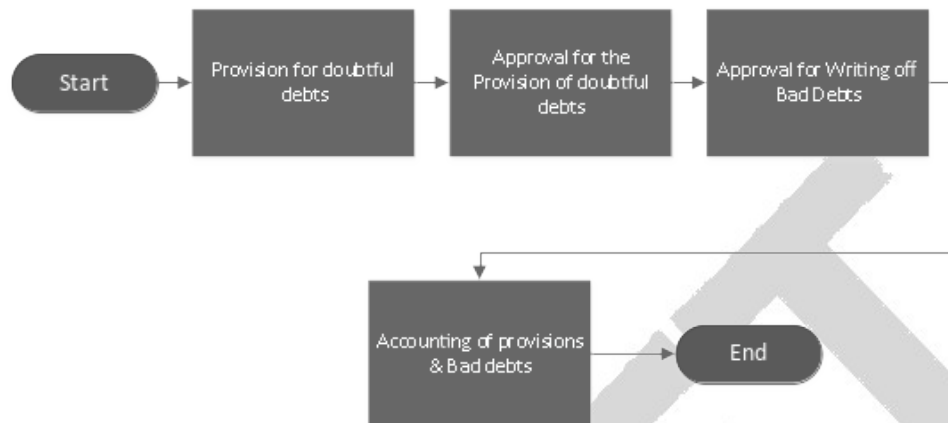 Start
Provision for doubtful
debts
Approval for the
Provision of doubtful
debts
Approval for Writing off
Bad Debts
Accounting of provisions
& Bad debts
End